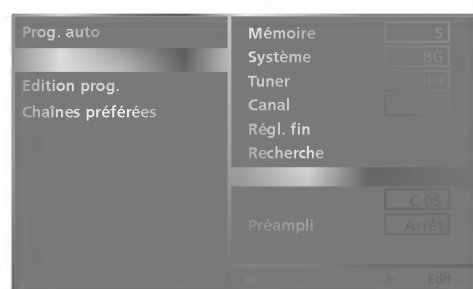 Prog. auto
Edition prog.
Chaînes préférées
Mémoire 5
Système BG
Tuner
Canal
Régl. fin
Recherche
C 05
Préampli Arrêt
Edit